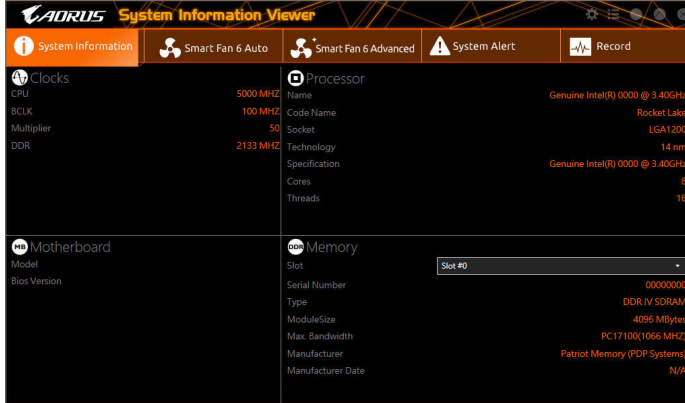 AORUS System Information Viewer
System Information
Smart Fan 6 Auto
Smart Fan 6 Advanced
System Alert
Record
Clocks
CPU 5000 MHZ
BCLK 100 MHZ
Multiplier 50
DDR 2133 MHZ
Processor
Name Genuine Intel(R) 0000 @ 3.40GHz
Code Name Rocket Lake
Socket LGA1200
Technology 14 nm
Specification Genuine Intel(R) 0000 @ 3.40GHz
Cores 8
Threads 16
MB Motherboard
Model
Bios Version
DDR Memory
Slot Slot #0
Serial Number 00000000
Type DDR IV SDRAM
ModuleSize 4096 MBytes
Max. Bandwidth PC17100(1066 MHZ)
Manufacturer Patriot Memory (PDP Systems)
Manufacturer Date N/A